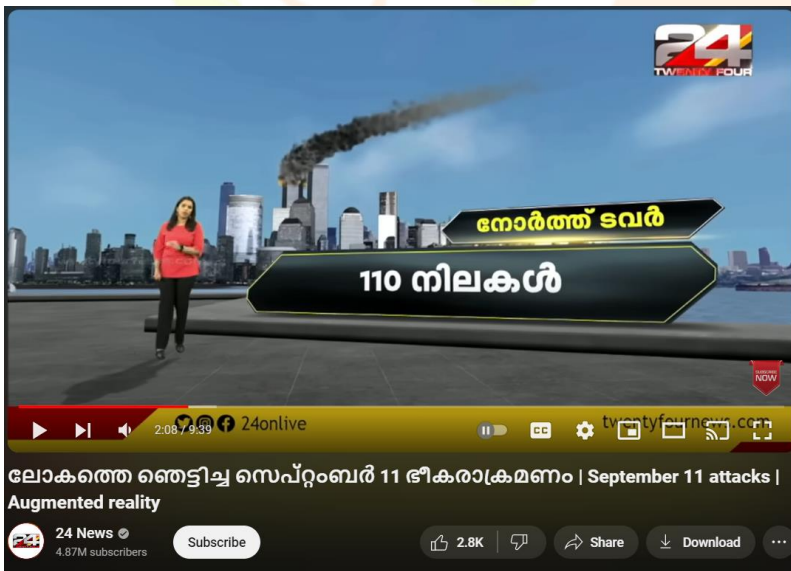 24
TWENTY FOUR
നോർത്ത് ടവർ
110 നിലകൾ
SUBSCRIBE
NOW
2:08 / 9:39
24onlive
CC
twentyfournews.com
ലോകത്തെ ഞെട്ടിച്ച സെപ്റ്റംബർ 11 ഭീകരാക്രമണം | September 11 attacks |
Augmented reality
24 News
4.87M subscribers
Subscribe
2.8K
Share
Download